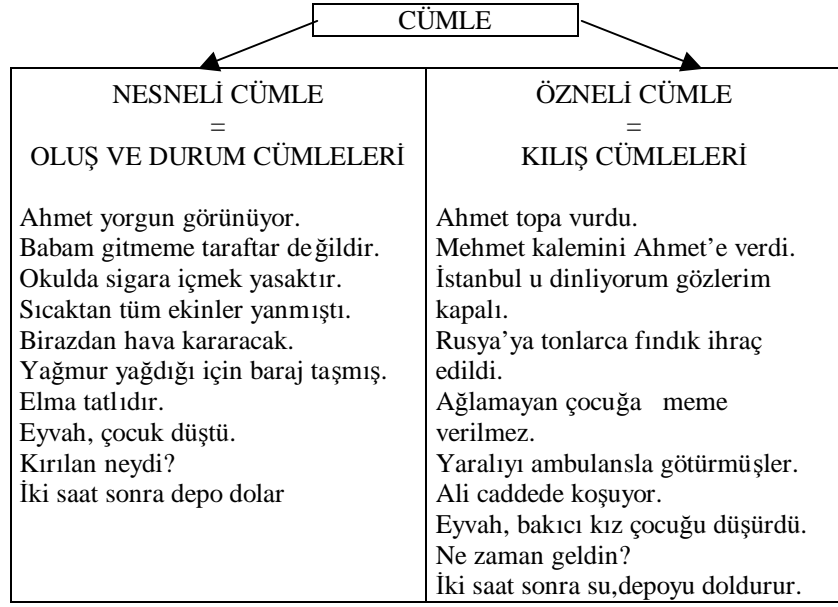 CÜMLE
NESNELİ CÜMLE
=
OLUŞ VE DURUM CÜMLELERİ
Ahmet yorgun görünüyor.
Babam gitmeme taraftar değildir.
Okulda sigara içmek yasaktır.
Sıcaktan tüm ekinler yanmıştı.
Birazdan hava kararacak.
Yağmur yağdığı için baraj taşmış.
Elma tatlıdır.
Eyvah, çocuk düştü.
Kırılan neydi?
İki saat sonra depo dolar
ÖZNELİ CÜMLE
=
KILIŞ CÜMLELERİ
Ahmet topa vurdu.
Mehmet kalemini Ahmet’e verdi.
İstanbul u dinliyorum gözlerim
kapalı.
Rusya’ya tonlarca fındık ihraç
edildi.
Ağlamayan çocuğa meme
verilmez.
Yaralıyı ambulansla götürmüşler.
Ali caddede koşuyor.
Eyvah, bakıcı kız çocuğu düşürdü.
Ne zaman geldin?
İki saat sonra su,depoyu doldurur.